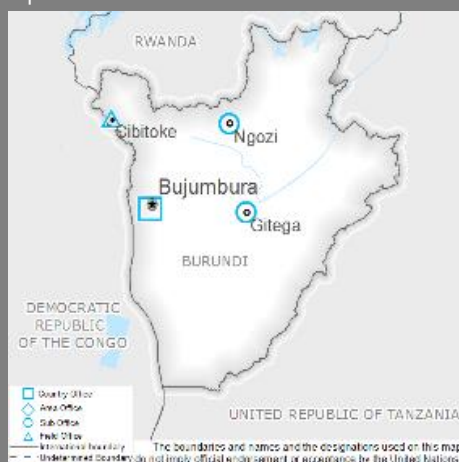 RWANDA
Cibitoke
Ngozi
Bujumbura
Gitega
BURUNDI
DEMOCRATIC
REPUBLIC
OF THE CONGO
UNITED REPUBLIC OF TANZANIA
Country Office
Area Office
Sub Office
Field Office
International boundary
Undetermined Boundary
The boundaries and names and the designations used on this map
do not imply official endorsement or acceptance by the United Nations